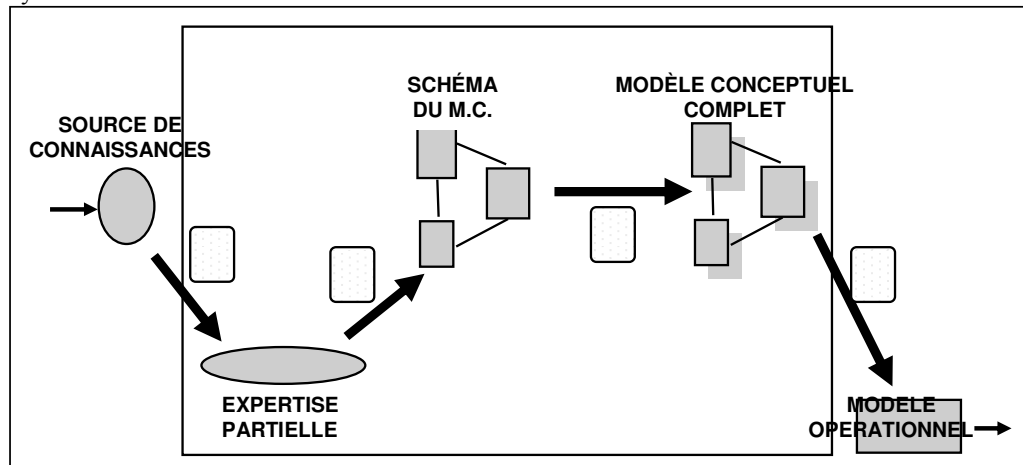 SOURCE DE
CONNAISSANCES
SCHÉMA
DU M.C.
MODÈLE CONCEPTUEL
COMPLET
EXPERTISE
PARTIELLE
MODELE
OPERATIONNEL